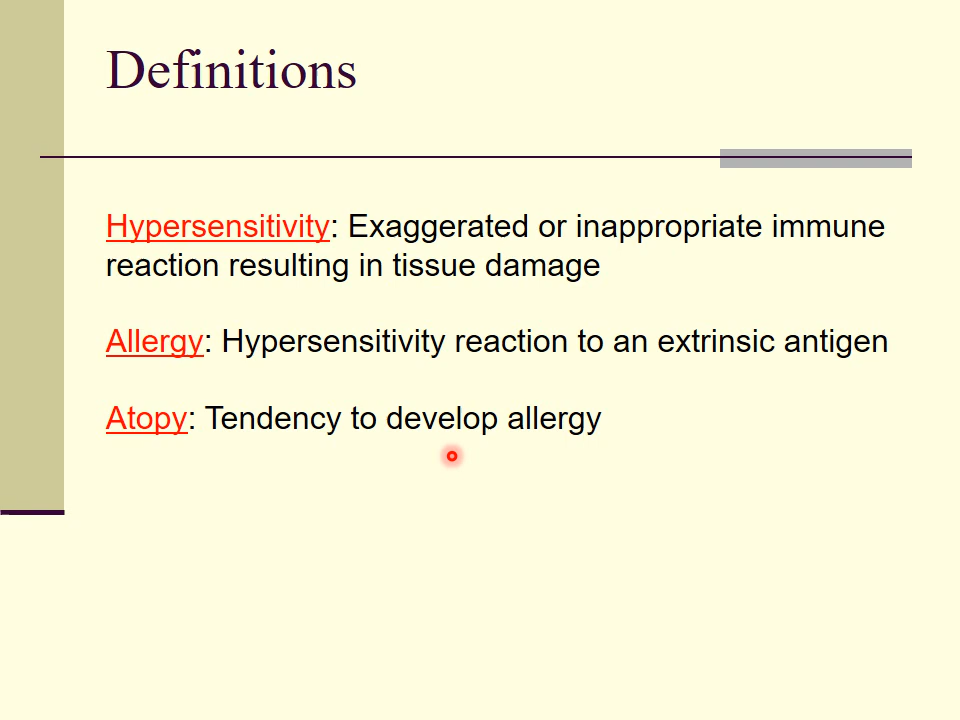 Definitions
Hypersensitivity: Exaggerated or inappropriate immune
reaction resulting in tissue damage
Allergy: Hypersensitivity reaction to an extrinsic antigen
Atopy: Tendency to develop allergy